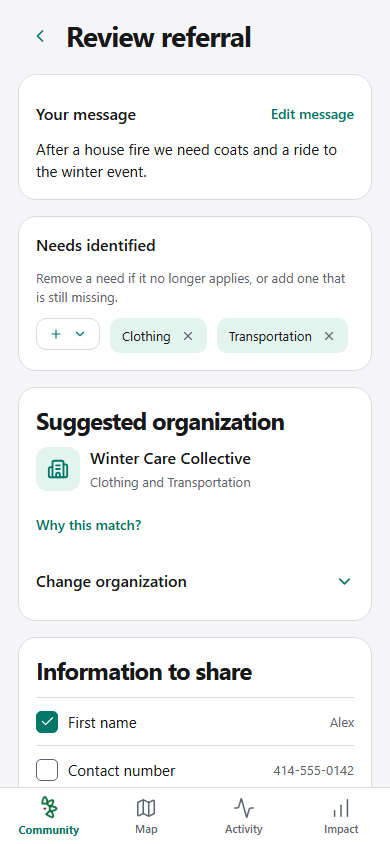 Review referral
Your message
Edit message
After a house fire we need coats and a ride to
the winter event.
Needs identified
Remove a need if it no longer applies, or add one that
is still missing.
Clothing
Transportation
Suggested organization
Winter Care Collective
Clothing and Transportation
Why this match?
Change organization
Information to share
First name
Alex
Contact number
414-555-0142
Community
Map
Activity
Impact